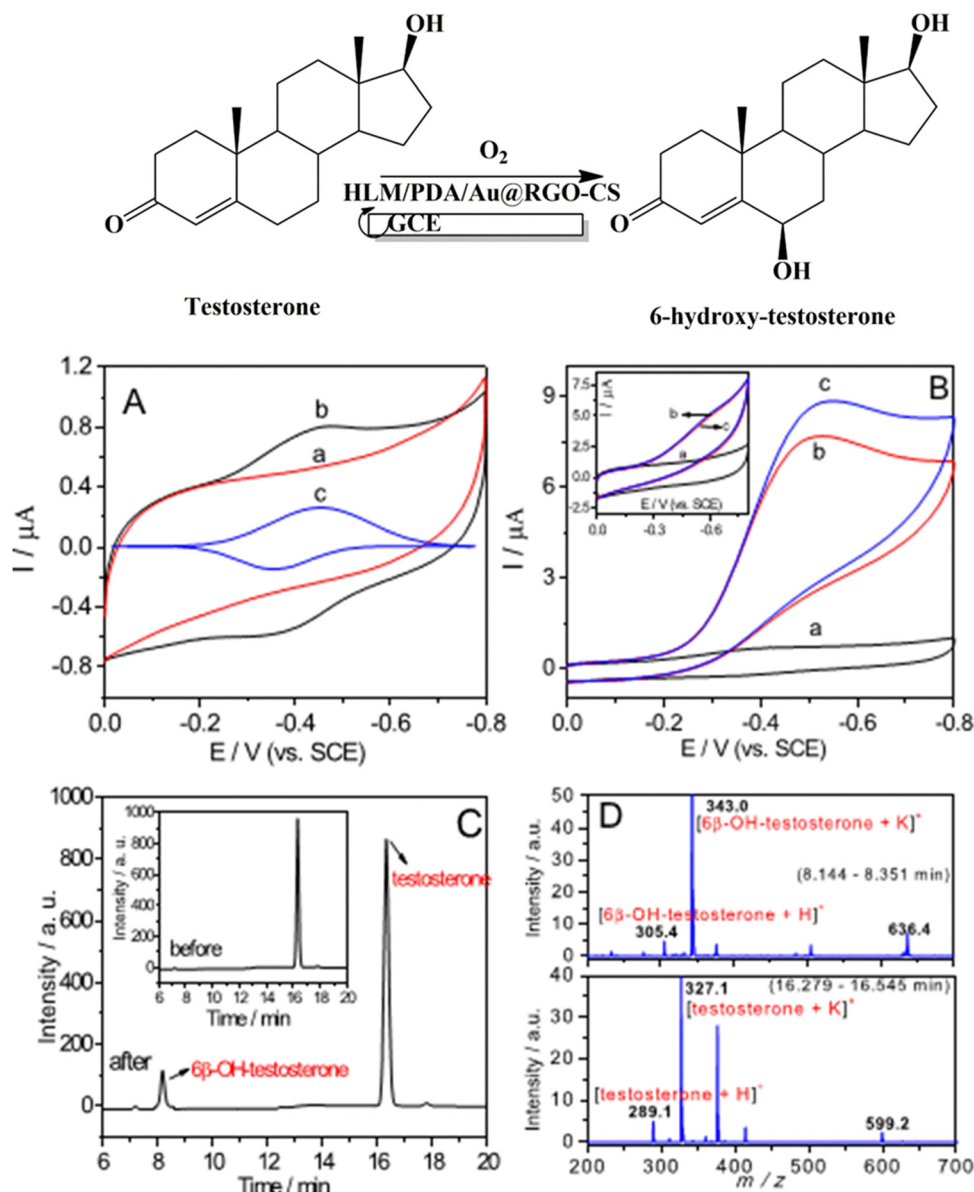 OH
OH
O₂
HLM/PDA/Au@RGO-CS
GCE
O
O
OH
Testosterone
6-hydroxy-testosterone
A
1.2
0.8
0.4
0.0
-0.4
-0.8
I / μA
b
a
c
0.0 -0.2 -0.4 -0.6 -0.8
E / V (vs. SCE)
B
9
6
3
0
I / μA
c
b
a
7.5
5.0
2.5
0.0
-2.5
I / μA
b
c
a
E / V (vs. SCE)
0.0 -0.3 -0.6
0.0 -0.2 -0.4 -0.6 -0.8
E / V (vs. SCE)
C
1000
800
600
400
200
0
Intensity / a. u.
1000
800
600
400
200
0
Intensity / a. u.
before
6 8 10 12 14 16 18 20
Time / min
testosterone
after
6β-OH-testosterone
6 8 10 12 14 16 18 20
Time / min
D
50
40
30
20
10
0
Intensity / a.u.
343.0
[6β-OH-testosterone + K]⁺
(8.144 - 8.351 min)
[6β-OH-testosterone + H]⁺
305.4
636.4
40
30
20
10
0
Intensity / a.u.
327.1
(16.279 - 16.545 min)
[testosterone + K]⁺
[testosterone + H]⁺
289.1
599.2
200 300 400 500 600 700
m / z